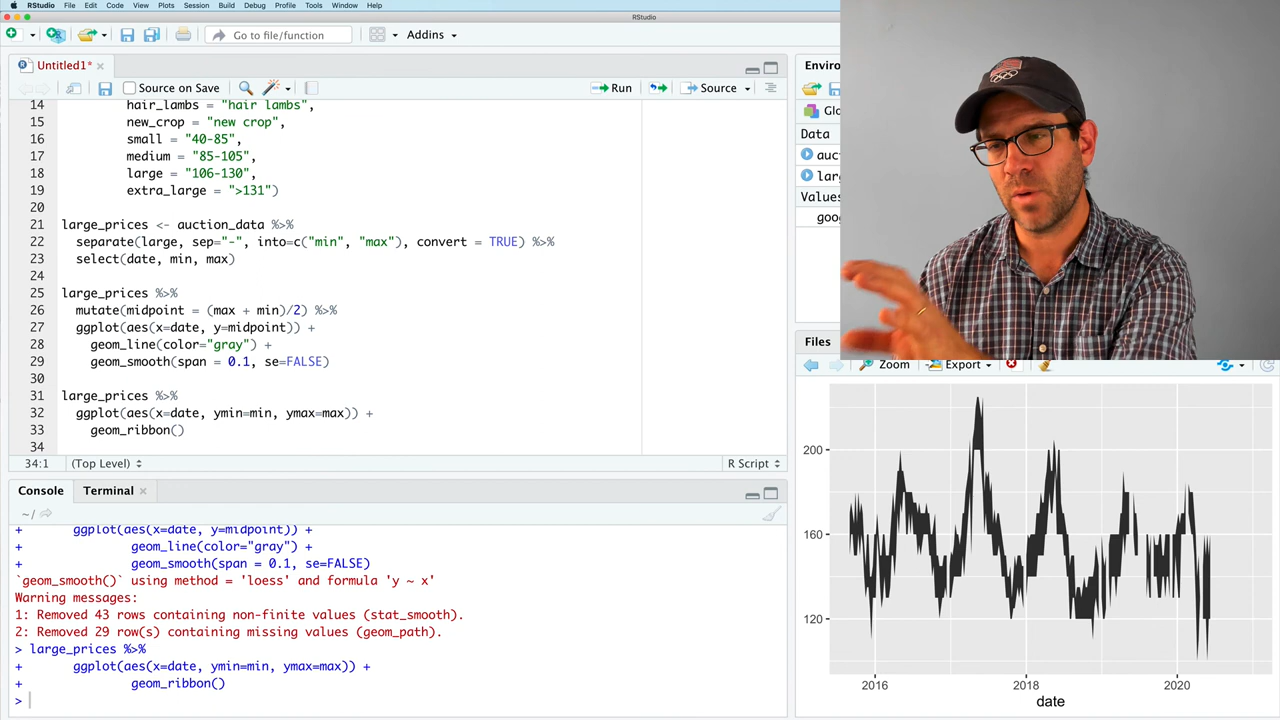 RStudio File Edit Code View Plots Session Build Debug Profile Tools Window Help
RStudio
Go to file/function Addins
Untitled1*
Source on Save Run Source
14 hair_lambs = "hair lambs",
15 new_crop = "new crop",
16 small = "40-85",
17 medium = "85-105",
18 large = "106-130",
19 extra_large = ">131")
20
21 large_prices <- auction_data %>%
22 separate(large, sep="-", into=c("min", "max"), convert = TRUE) %>%
23 select(date, min, max)
24
25 large_prices %>%
26 mutate(midpoint = (max + min)/2) %>%
27 ggplot(aes(x=date, y=midpoint)) +
28 geom_line(color="gray") +
29 geom_smooth(span = 0.1, se=FALSE)
30
31 large_prices %>%
32 ggplot(aes(x=date, ymin=min, ymax=max)) +
33 geom_ribbon()
34
34:1 (Top Level) R Script
Console Terminal
~/
+ ggplot(aes(x=date, y=midpoint)) +
+ geom_line(color="gray") +
+ geom_smooth(span = 0.1, se=FALSE)
`geom_smooth()` using method = 'loess' and formula 'y ~ x'
Warning messages:
1: Removed 43 rows containing non-finite values (stat_smooth).
2: Removed 29 row(s) containing missing values (geom_path).
> large_prices %>%
+ ggplot(aes(x=date, ymin=min, ymax=max)) +
+ geom_ribbon()
>
Data
Values
Files
Zoom Export
200
160
120
2016 2018 2020
date